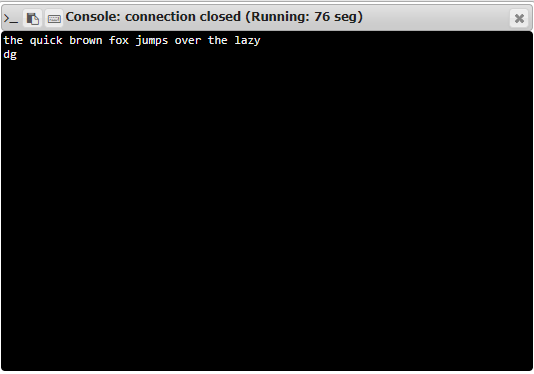 Console: connection closed (Running: 76 seg)
the quick brown fox jumps over the lazy
dg